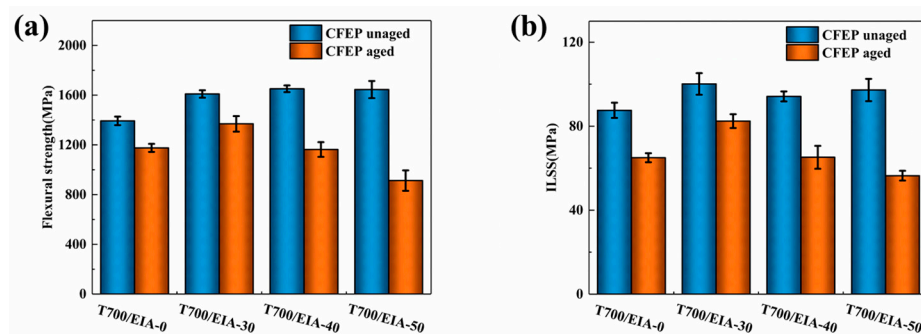 (a)
CFEP unaged
CFEP aged
Flexural strength(MPa)
2000
1600
1200
800
400
0
T700/EIA-0
T700/EIA-30
T700/EIA-40
T700/EIA-50
(b)
CFEP unaged
CFEP aged
ILSS(MPa)
120
80
40
0
T700/EIA-0
T700/EIA-30
T700/EIA-40
T700/EIA-50